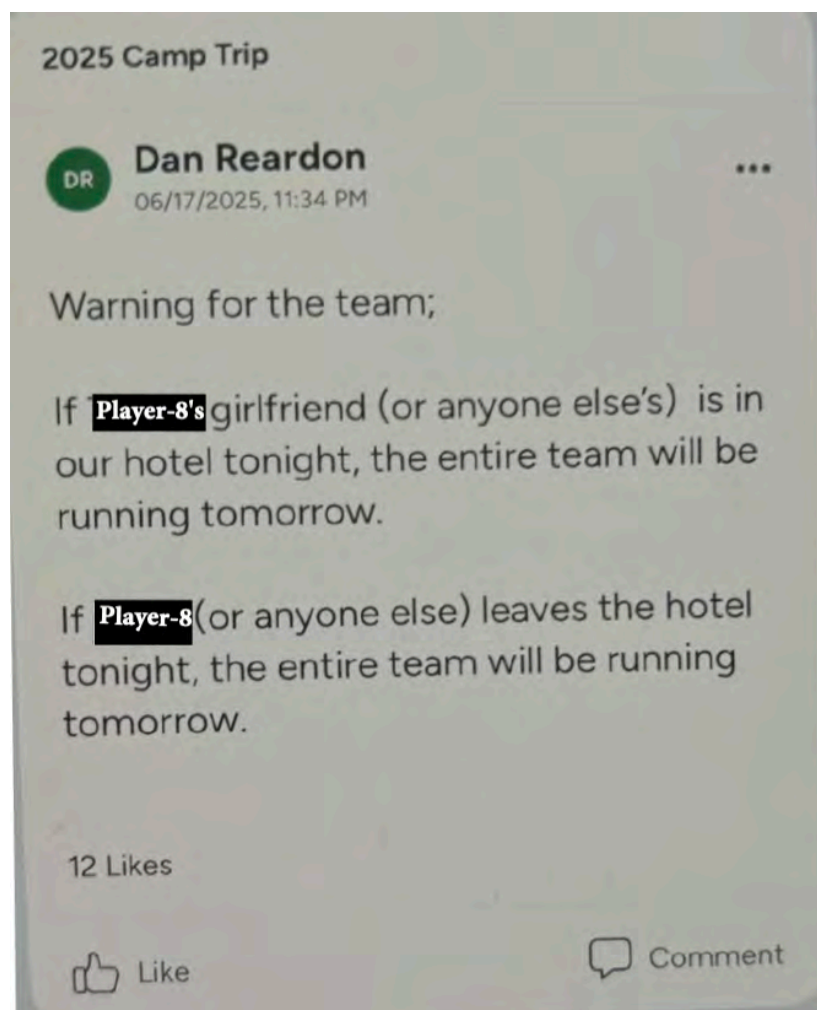 2025 Camp Trip
DR
Dan Reardon
06/17/2025, 11:34 PM
Warning for the team;
If Player-8's girlfriend (or anyone else's) is in
our hotel tonight, the entire team will be
running tomorrow.
If Player-8 (or anyone else) leaves the hotel
tonight, the entire team will be running
tomorrow.
12 Likes
Like
Comment